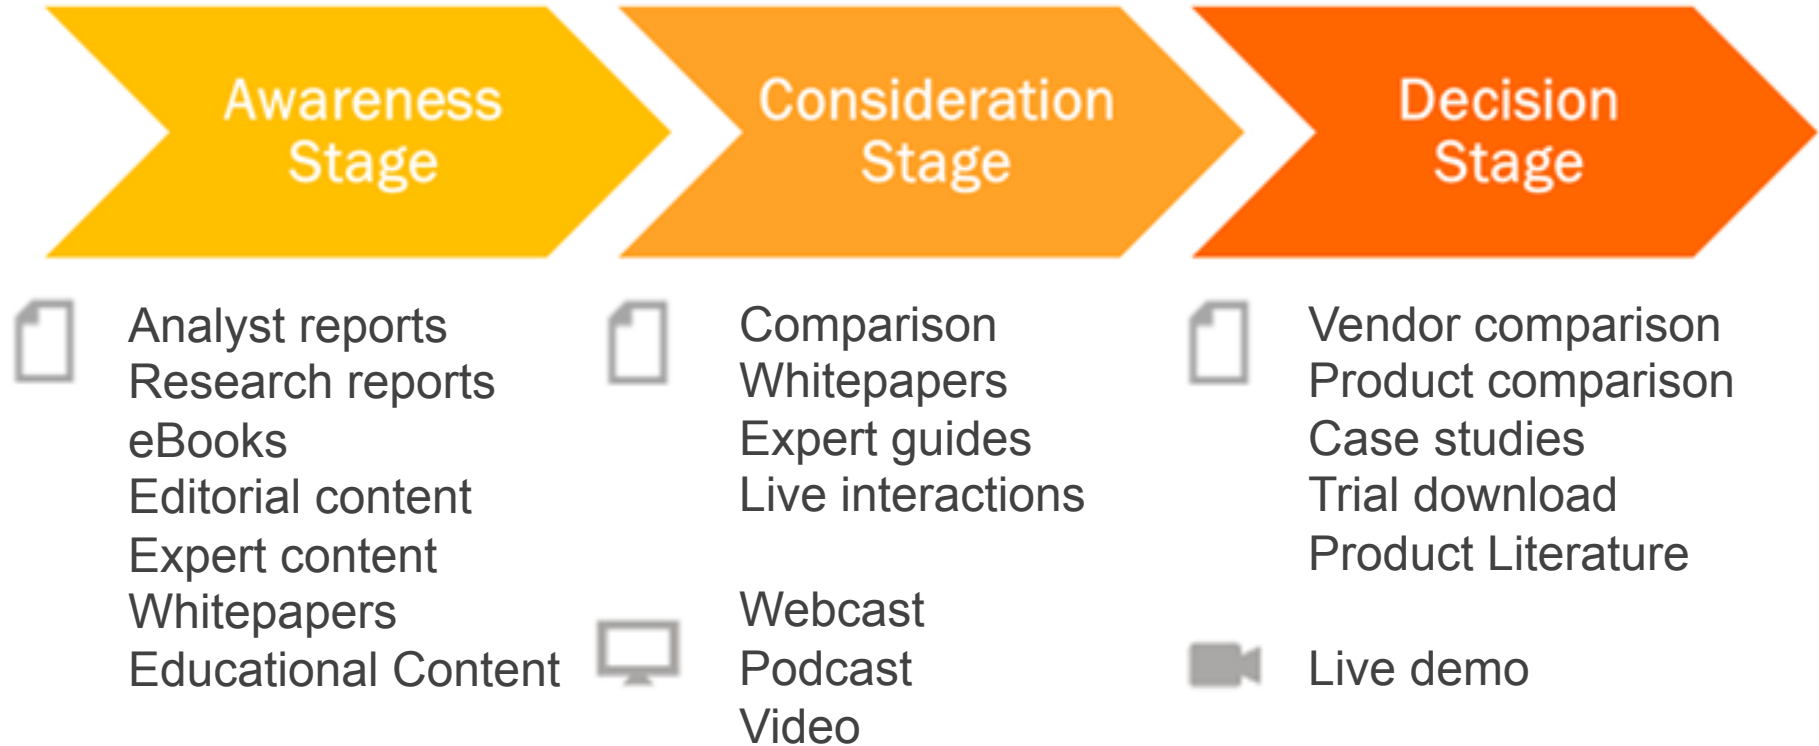 Awareness
Stage
Analyst reports
Research reports
eBooks
Editorial content
Expert content
Whitepapers
Educational Content
Consideration
Stage
Comparison
Whitepapers
Expert guides
Live interactions
Webcast
Podcast
Video
Decision
Stage
Vendor comparison
Product comparison
Case studies
Trial download
Product Literature
Live demo